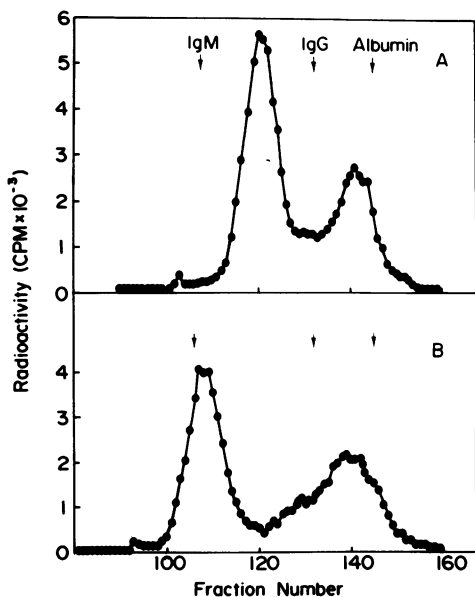 6
IgM
IgG
Albumin
A
5
4
3
2
1
0
B
4
3
2
1
0
100
120
140
160
Radioactivity (CPM×10⁻³)
Fraction Number